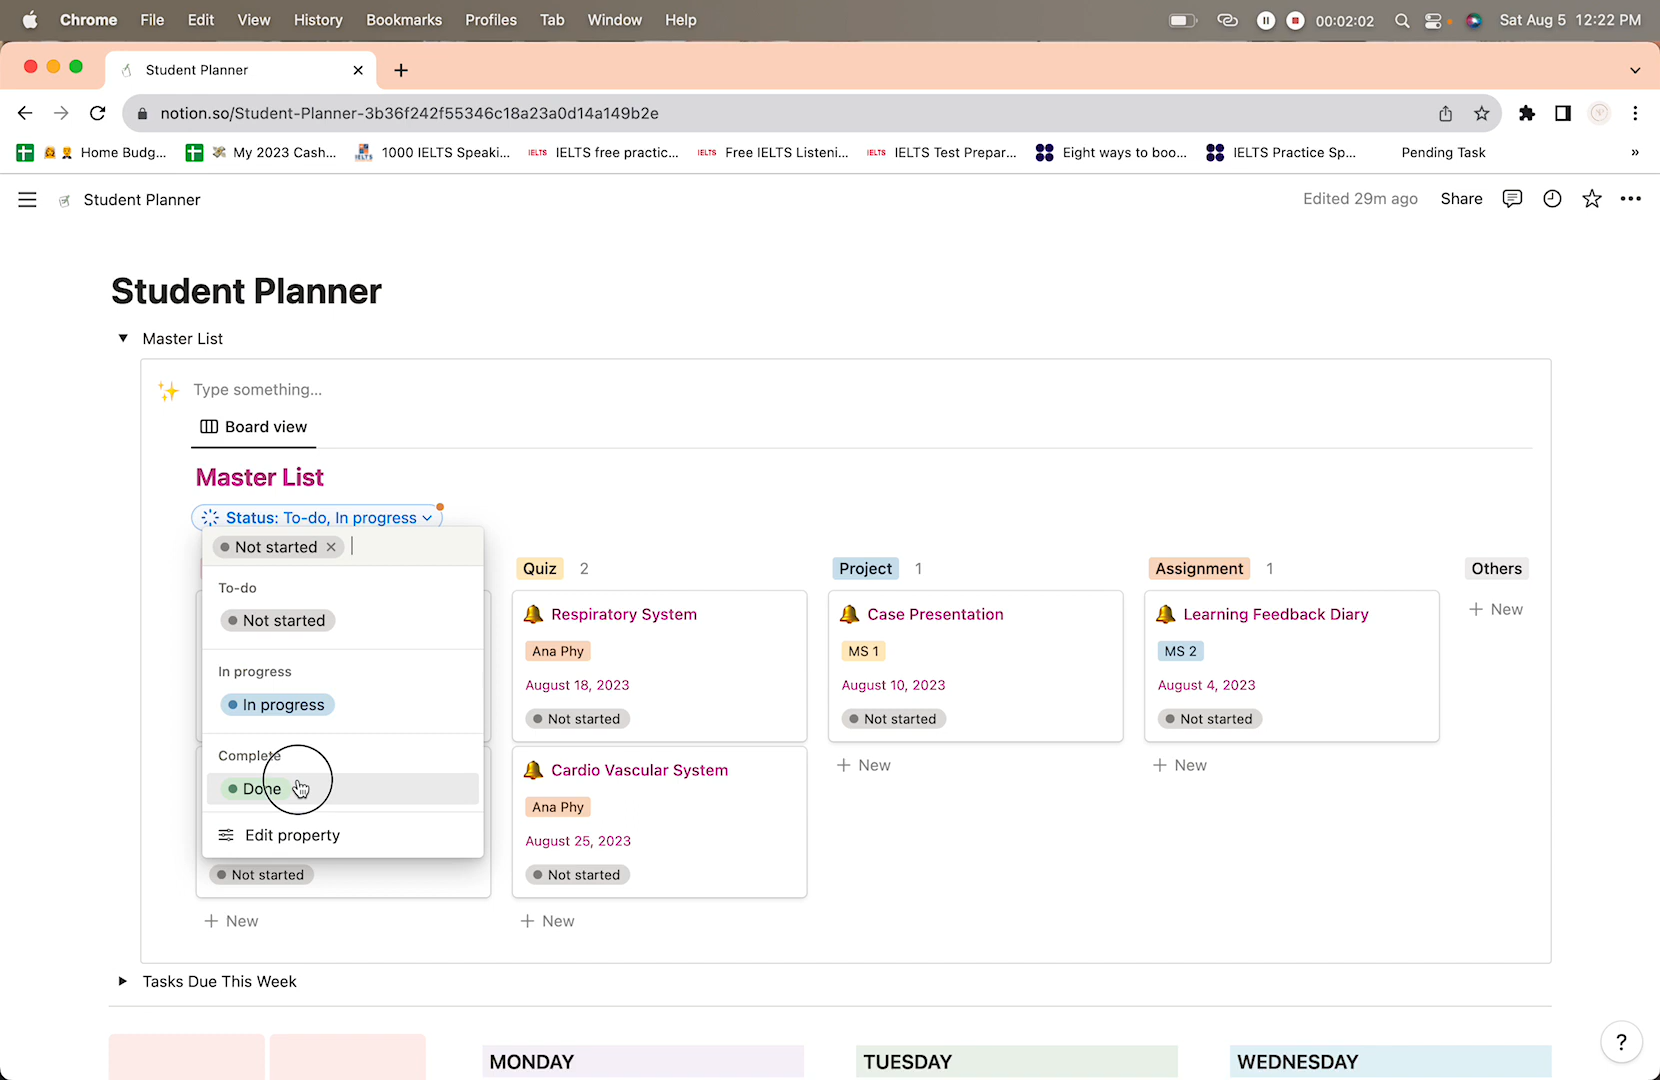 Chrome File Edit View History Bookmarks Profiles Tab Window Help 00:02:02 Sat Aug 5 12:22 PM
Student Planner
notion.so/Student-Planner-3b36f242f55346c18a23a0d14a149b2e
Home Budg... My 2023 Cash... IELTS 1000 IELTS Speaki... IELTS IELTS free practic... IELTS Free IELTS Listeni... IELTS IELTS Test Prepar... Eight ways to boo... IELTS Practice Sp... Pending Task »
Student Planner Edited 29m ago Share
Student Planner
Master List
Type something...
Board view
Master List
Status: To-do, In progress
Not started
To-do
Not started
In progress
In progress
Complete
Done
Edit property
Not started
+ New
Quiz 2
Respiratory System
Ana Phy
August 18, 2023
Not started
Cardio Vascular System
Ana Phy
August 25, 2023
Not started
+ New
Project 1
Case Presentation
MS 1
August 10, 2023
Not started
+ New
Assignment 1
Learning Feedback Diary
MS 2
August 4, 2023
Not started
+ New
Others
+ New
Tasks Due This Week
MONDAY TUESDAY WEDNESDAY
?